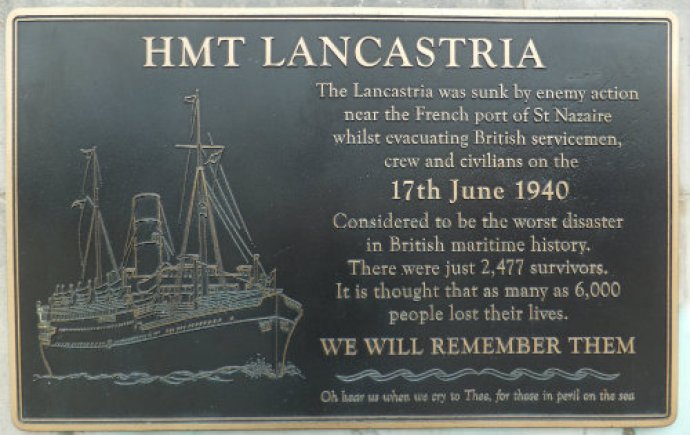 HMT LANCASTRIA
The Lancastria was sunk by enemy action
near the French port of St Nazaire
whilst evacuating British servicemen,
crew and civilians on the
17th June 1940
Considered to be the worst disaster
in British maritime history.
There were just 2,477 survivors.
It is thought that as many as 6,000
people lost their lives.
WE WILL REMEMBER THEM
Oh hear us when we cry to Thee, for those in peril on the sea